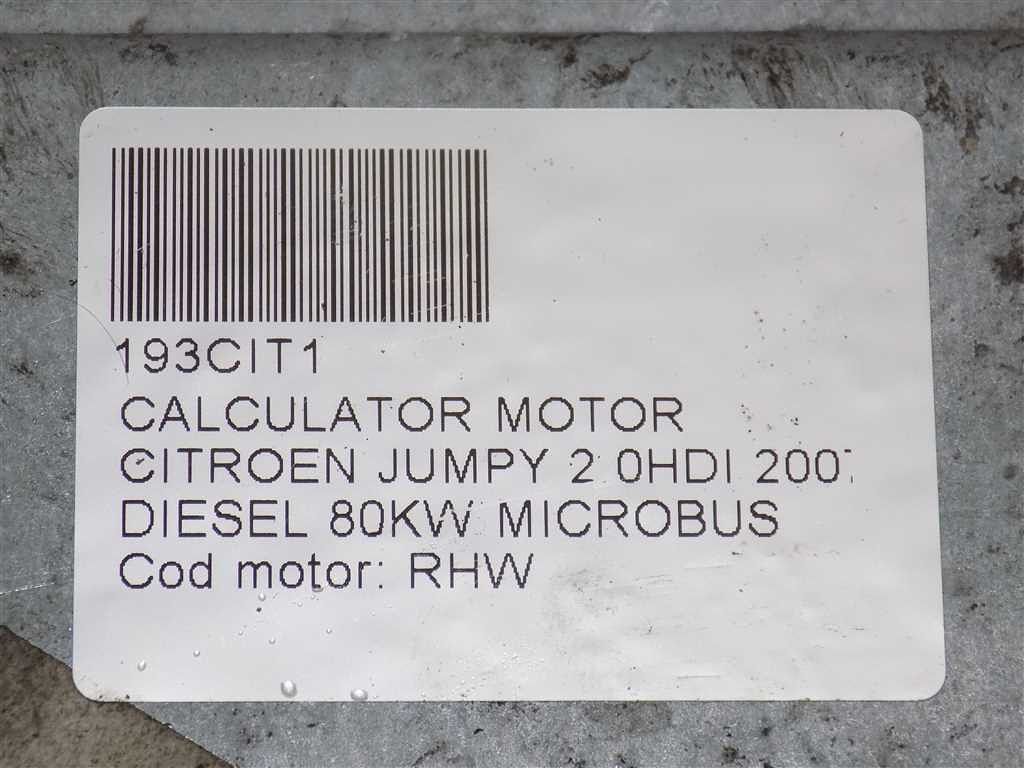 193CIT1
CALCULATOR MOTOR
CITROEN JUMPY 2 0HDI
DIESEL 80KW MICROBUS
Cod motor: RHW